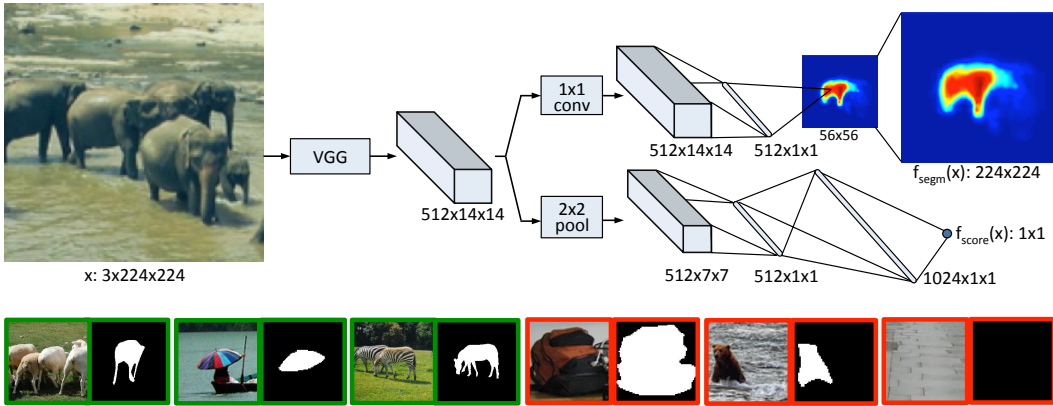 x: 3x224x224
VGG
512x14x14
1x1
conv
512x14x14
512x1x1
56x56
f_segm(x): 224x224
2x2
pool
512x7x7
512x1x1
1024x1x1
f_score(x): 1x1